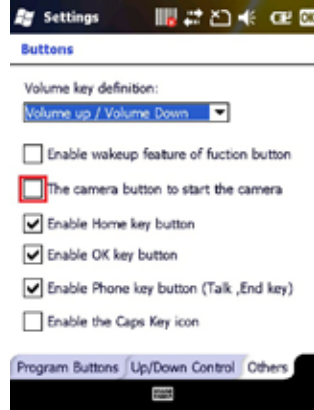 Settings
OK
Buttons
Volume key definition:
Volume up / Volume Down
Enable wakeup feature of fuction button
The camera button to start the camera
Enable Home key button
Enable OK key button
Enable Phone key button (Talk ,End key)
Enable the Caps Key icon
Program Buttons Up/Down Control Others